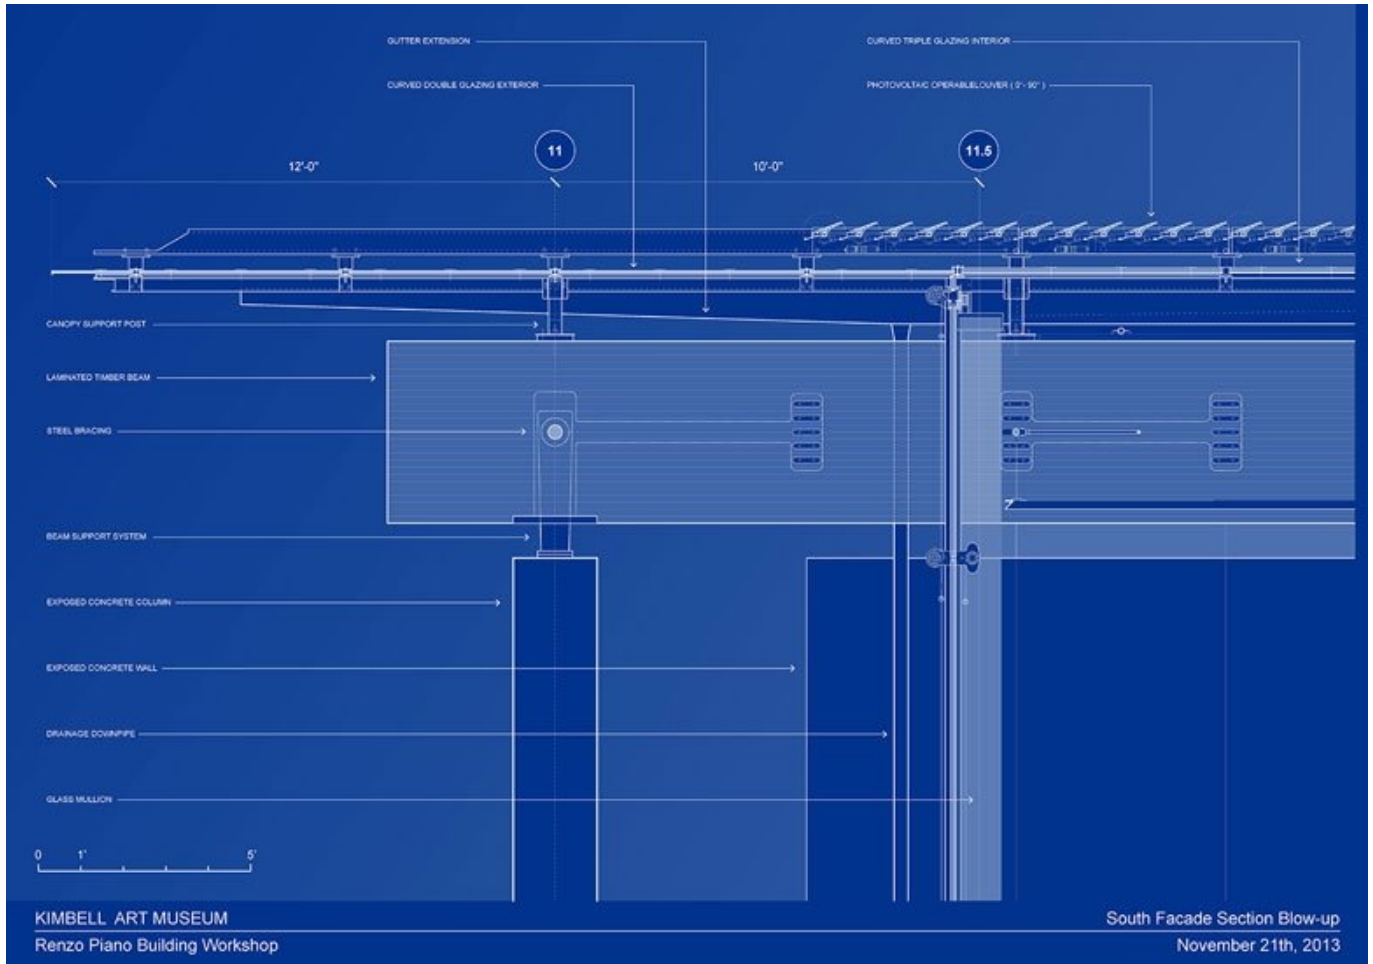 GUTTER EXTENSION
CURVED TRIPLE GLAZING INTERIOR
CURVED DOUBLE GLAZING EXTERIOR
PHOTOVOLTAIC OPERABLELOUVER ( 0°- 90° )
11
11.5
12'-0"
10'-0"
CANOPY SUPPORT POST
LAMINATED TIMBER BEAM
STEEL BRACING
BEAM SUPPORT SYSTEM
EXPOSED CONCRETE COLUMN
EXPOSED CONCRETE WALL
DRAINAGE DOWNPIPE
GLASS MULLION
0 1' 5'
KIMBELL ART MUSEUM
South Facade Section Blow-up
Renzo Piano Building Workshop
November 21th, 2013